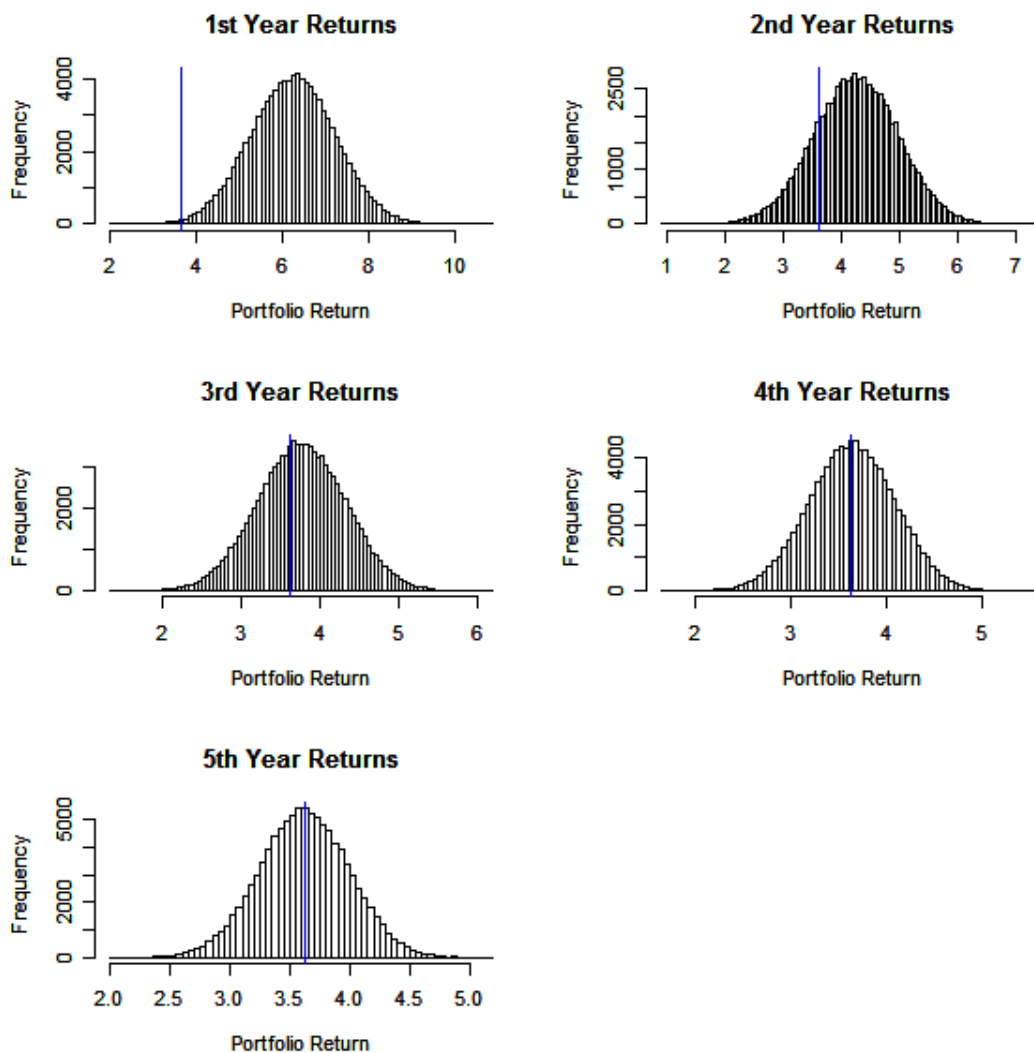 1st Year Returns
Frequency
0 2000 4000
2 4 6 8 10
Portfolio Return
2nd Year Returns
Frequency
0 1000 2500
1 2 3 4 5 6 7
Portfolio Return
3rd Year Returns
Frequency
0 2000
2 3 4 5 6
Portfolio Return
4th Year Returns
Frequency
0 2000 4000
2 3 4 5
Portfolio Return
5th Year Returns
Frequency
0 2000 5000
2.0 2.5 3.0 3.5 4.0 4.5 5.0
Portfolio Return